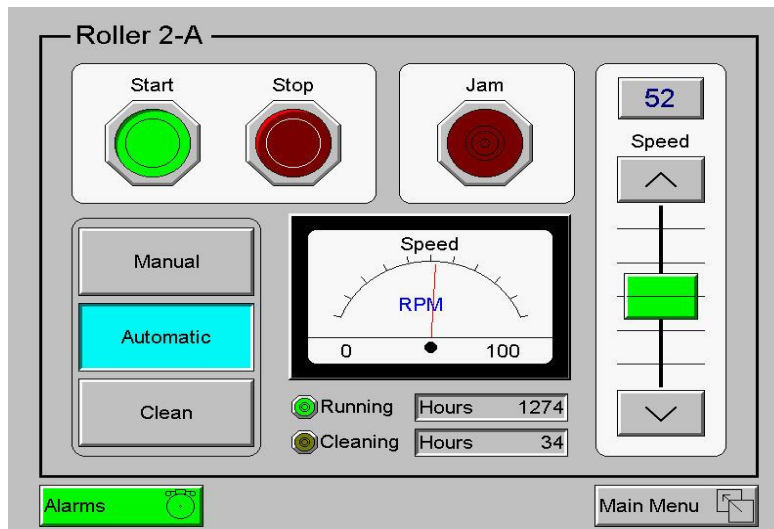 Roller 2-A
Start Stop
Jam
52
Speed
Manual
Automatic
Clean
Speed
RPM
0 100
Running Hours 1274
Cleaning Hours 34
Alarms
Main Menu